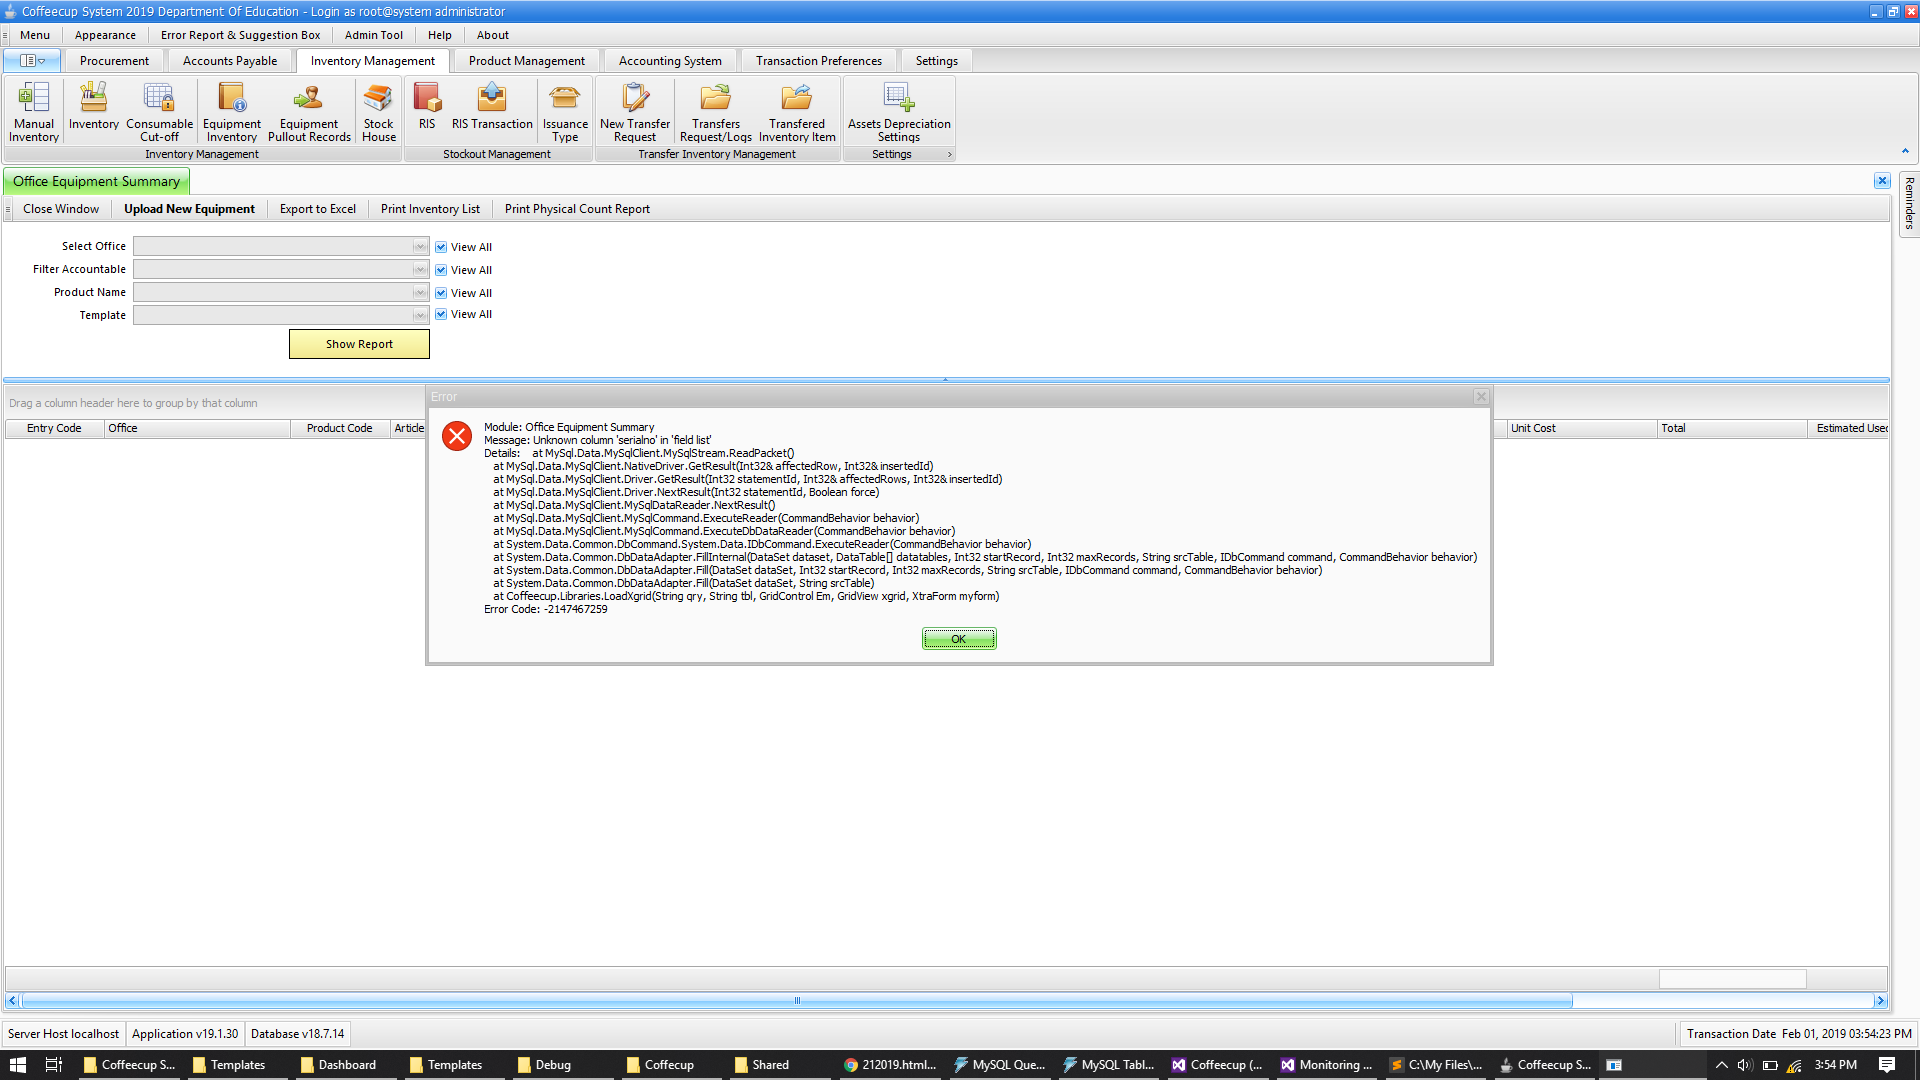 Coffeecup System 2019 Department Of Education - Login as root@system administrator
Menu Appearance Error Report & Suggestion Box Admin Tool Help About
Procurement Accounts Payable Inventory Management Product Management Accounting System Transaction Preferences Settings
Manual Inventory Consumable Equipment Equipment Stock RIS RIS Transaction Issuance New Transfer Transfers Transfered Assets Depreciation
Inventory Cut-off Inventory Pullout Records House Type Request Request/Logs Inventory Item Settings
Inventory Management Stockout Management Transfer Inventory Management Settings
Office Equipment Summary
Reminders
Close Window Upload New Equipment Export to Excel Print Inventory List Print Physical Count Report
Select Office View All
Filter Accountable View All
Product Name View All
Template View All
Show Report
Drag a column header here to group by that column
Entry Code Office Product Code Article Unit Cost Total Estimated Used
Error
Module: Office Equipment Summary
Message: Unknown column 'serialno' in 'field list'
Details: at MySql.Data.MySqlClient.MySqlStream.ReadPacket()
at MySql.Data.MySqlClient.NativeDriver.GetResult(Int32& affectedRow, Int32& insertedId)
at MySql.Data.MySqlClient.Driver.GetResult(Int32 statementId, Int32& affectedRows, Int32& insertedId)
at MySql.Data.MySqlClient.Driver.NextResult(Int32 statementId, Boolean force)
at MySql.Data.MySqlClient.MySqlDataReader.NextResult()
at MySql.Data.MySqlClient.MySqlCommand.ExecuteReader(CommandBehavior behavior)
at MySql.Data.MySqlClient.MySqlCommand.ExecuteDbDataReader(CommandBehavior behavior)
at System.Data.Common.DbCommand.System.Data.IDbCommand.ExecuteReader(CommandBehavior behavior)
at System.Data.Common.DbDataAdapter.FillInternal(DataSet dataset, DataTable[] datatables, Int32 startRecord, Int32 maxRecords, String srcTable, IDbCommand command, CommandBehavior behavior)
at System.Data.Common.DbDataAdapter.Fill(DataSet dataSet, Int32 startRecord, Int32 maxRecords, String srcTable, IDbCommand command, CommandBehavior behavior)
at System.Data.Common.DbDataAdapter.Fill(DataSet dataSet, String srcTable)
at Coffeecup.Libraries.LoadXgrid(String qry, String tbl, GridControl Em, GridView xgrid, XtraForm myform)
Error Code: -2147467259
OK
Server Host localhost Application v19.1.30 Database v18.7.14 Transaction Date Feb 01, 2019 03:54:23 PM
Coffeecup S... Templates Dashboard Templates Debug Coffecup Shared 212019.html... MySQL Que... MySQL Tabl... Coffeecup (... Monitoring ... C:\My Files\... Coffeecup S... 3:54 PM